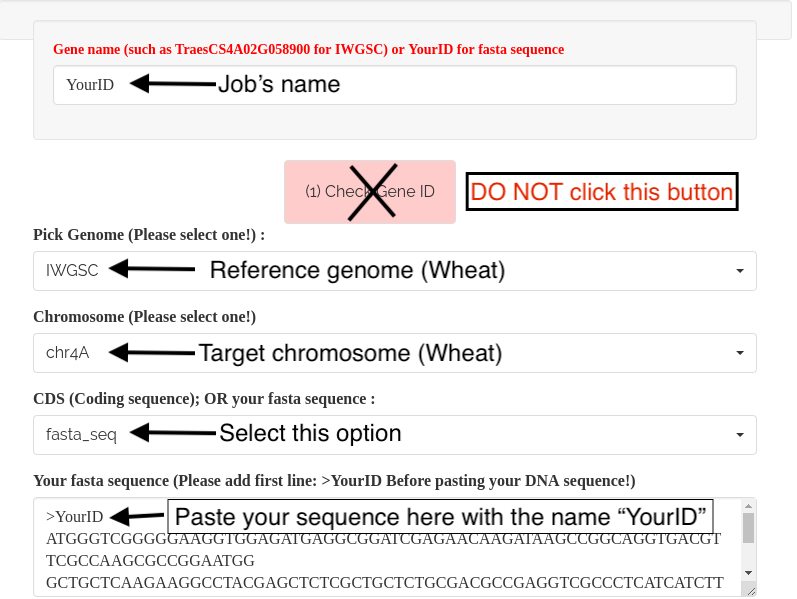 Gene name (such as TraesCS4A02G058900 for IWGSC) or YourID for fasta sequence
YourID Job's name
(1) Check Gene ID DO NOT click this button
Pick Genome (Please select one!) :
IWGSC Reference genome (Wheat)
Chromosome (Please select one!)
chr4A Target chromosome (Wheat)
CDS (Coding sequence); OR your fasta sequence :
fasta_seq Select this option
Your fasta sequence (Please add first line: >YourID Before pasting your DNA sequence!)
>YourID Paste your sequence here with the name “YourID”
ATGGGTCGGGGGAAGGTGGAGATGAGGCGGATCGAGAACAAGATAAGCCGGCAGGTGACGT
TCGCCAAGCGCCGGAATGG
GCTGCTCAAGAAGGCCTACGAGCTCTCGCTGCTCTGCGACGCCGAGGTCGCCCTCATCATCTT